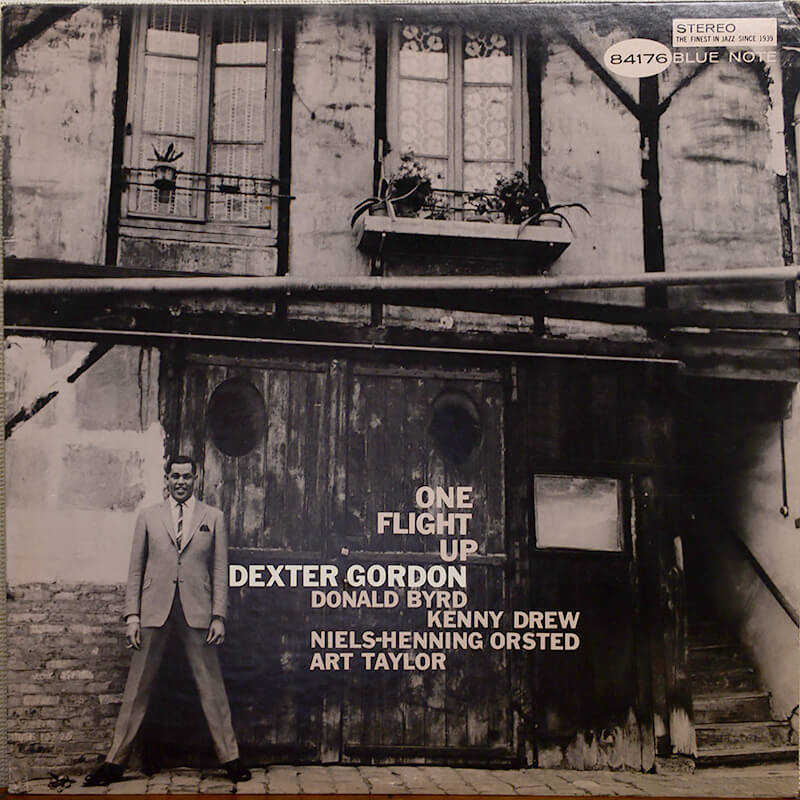 STEREO
THE FINEST IN JAZZ SINCE 1939
84176 BLUE NOTE
ONE
FLIGHT
UP
DEXTER GORDON
DONALD BYRD
KENNY DREW
NIELS-HENNING ORSTED
ART TAYLOR